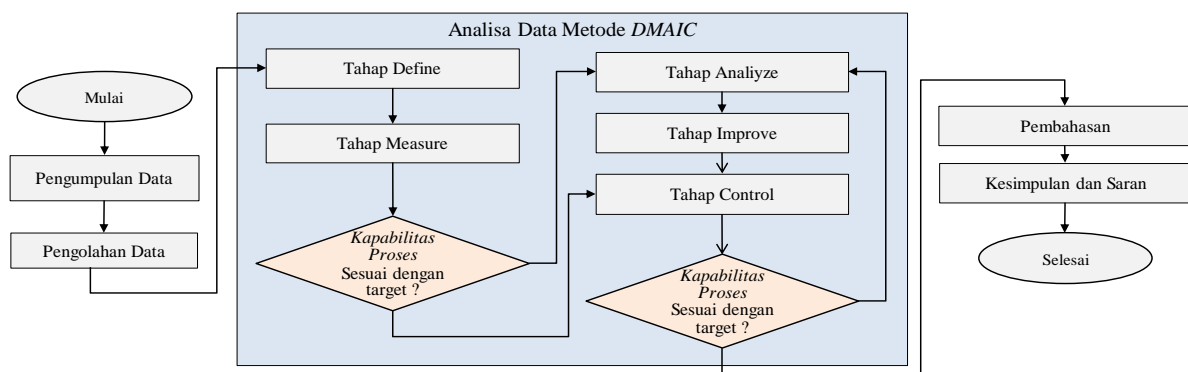 Analisa Data Metode DMAIC
Mulai
Pengumpulan Data
Pengolahan Data
Tahap Define
Tahap Measure
Kapabilitas
Proses
Sesuai dengan
target ?
Tahap Analiyze
Tahap Improve
Tahap Control
Kapabilitas
Proses
Sesuai dengan
target ?
Pembahasan
Kesimpulan dan Saran
Selesai